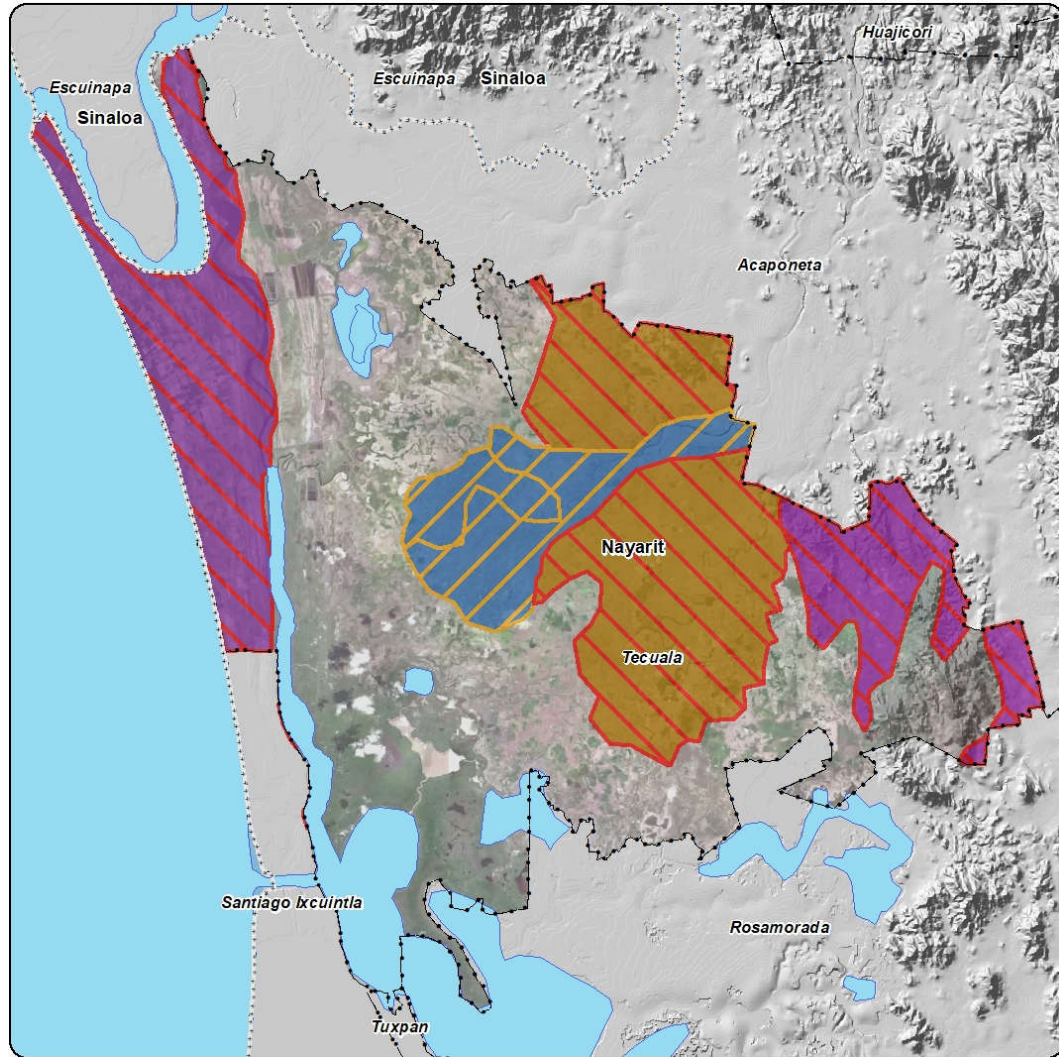 Huajicori
Escuinapa Sinaloa
Escuinapa
Sinaloa
Acaponeta
Nayarit
Tecuala
Santiago Ixcuintla
Rosamorada
Tuxpan